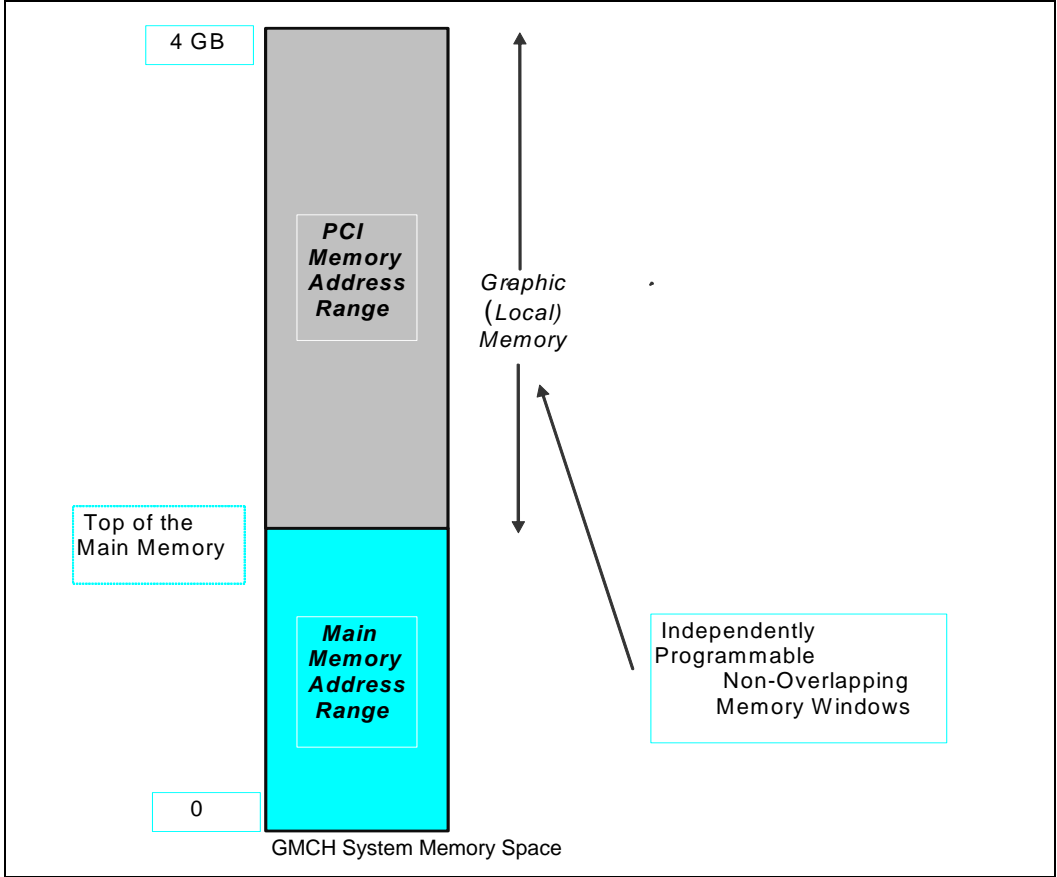 4 GB
PCI
Memory
Address
Range
Graphic
(Local)
Memory
Top of the
Main Memory
Main
Memory
Address
Range
Independently
Programmable
Non-Overlapping
Memory Windows
0
GMCH System Memory Space